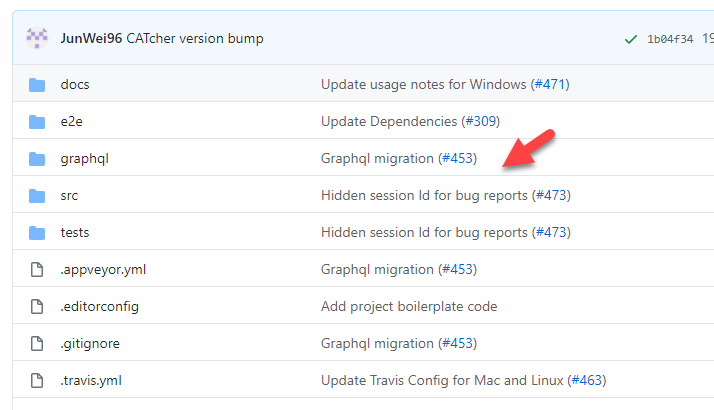 JunWei96 CATcher version bump 1b04f34 19
docs Update usage notes for Windows (#471)
e2e Update Dependencies (#309)
graphql Graphql migration (#453)
src Hidden session Id for bug reports (#473)
tests Hidden session Id for bug reports (#473)
.appveyor.yml Graphql migration (#453)
.editorconfig Add project boilerplate code
.gitignore Graphql migration (#453)
.travis.yml Update Travis Config for Mac and Linux (#463)